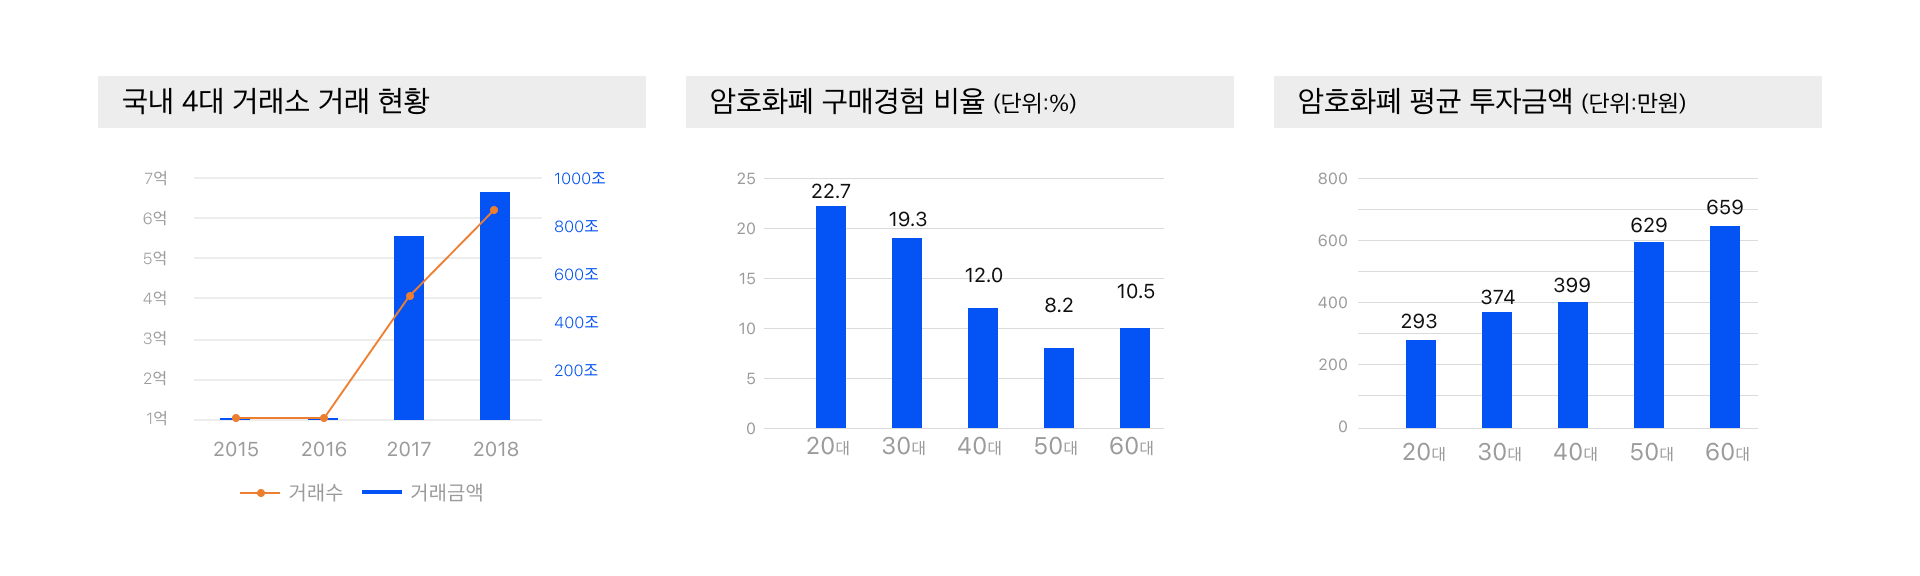 국내 4대 거래소 거래 현황
7억
6억
5억
4억
3억
2억
1억
1000조
800조
600조
400조
200조
2015 2016 2017 2018
거래수 거래금액
암호화폐 구매경험 비율 (단위:%)
25
20
15
10
5
0
22.7
19.3
12.0
8.2
10.5
20대 30대 40대 50대 60대
암호화폐 평균 투자금액 (단위:만원)
800
600
400
200
0
293
374
399
629
659
20대 30대 40대 50대 60대